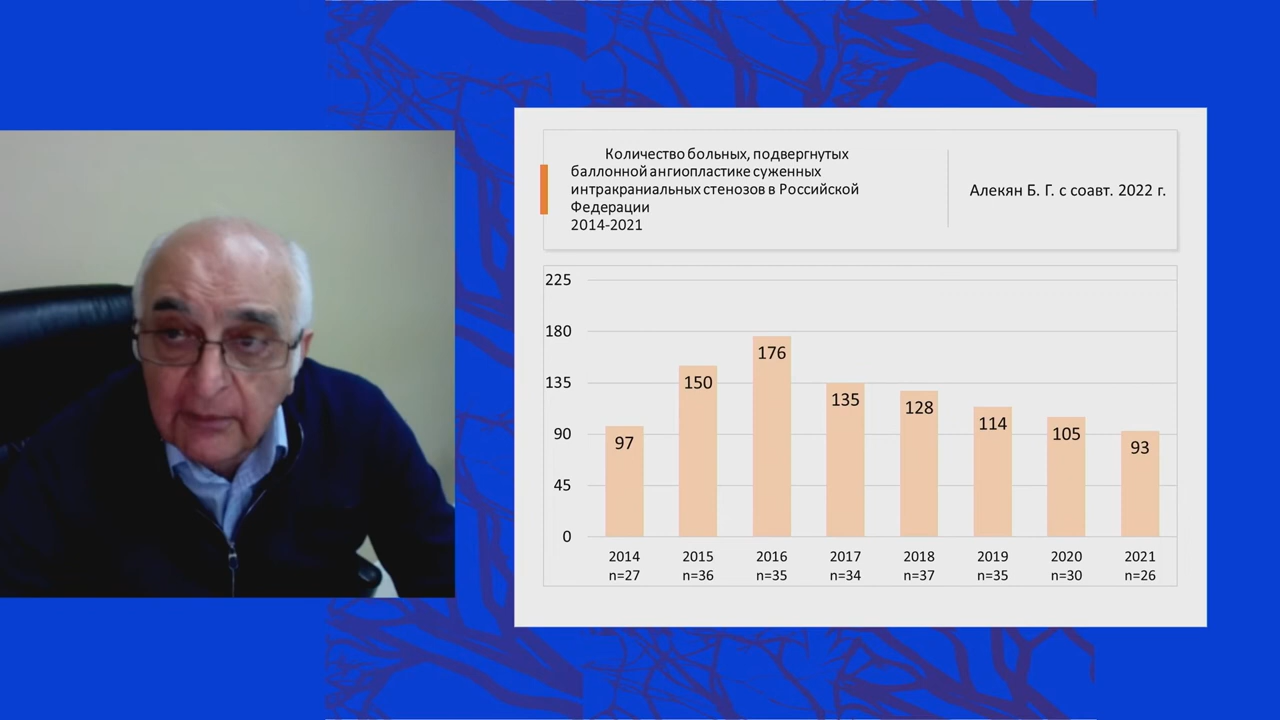 Количество больных, подвергнутых
баллонной ангиопластике суженных
интракраниальных стенозов в Российской
Федерации
2014-2021
Алекян Б. Г. с соавт. 2022 г.
225
180
135
90
45
0
97
150
176
135
128
114
105
93
2014 2015 2016 2017 2018 2019 2020 2021
n=27 n=36 n=35 n=34 n=37 n=35 n=30 n=26